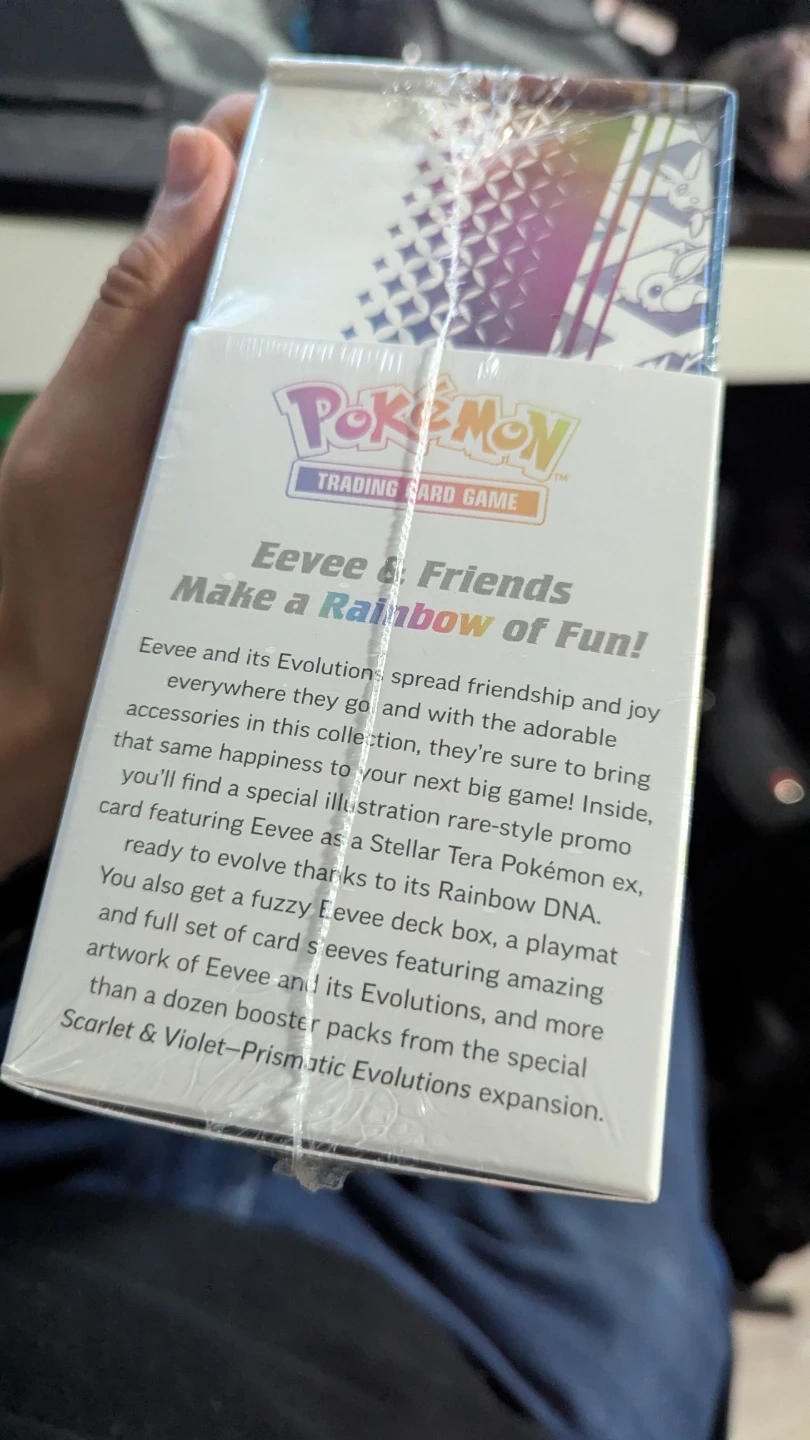 POKéMON™
TRADING CARD GAME
Eevee & Friends
Make a Rainbow of Fun!
Eevee and its Evolutions spread friendship and joy
everywhere they go, and with the adorable
accessories in this collection, they're sure to bring
that same happiness to your next big game! Inside,
you'll find a special illustration rare-style promo
card featuring Eevee as a Stellar Tera Pokémon ex,
ready to evolve thanks to its Rainbow DNA.
You also get a fuzzy Eevee deck box, a playmat
and full set of card sleeves featuring amazing
artwork of Eevee and its Evolutions, and more
than a dozen booster packs from the special
Scarlet & Violet—Prismatic Evolutions expansion.